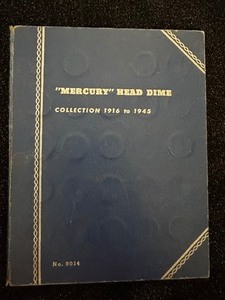 "MERCURY" HEAD DIME
COLLECTION 1916 to 1945
No. 9014